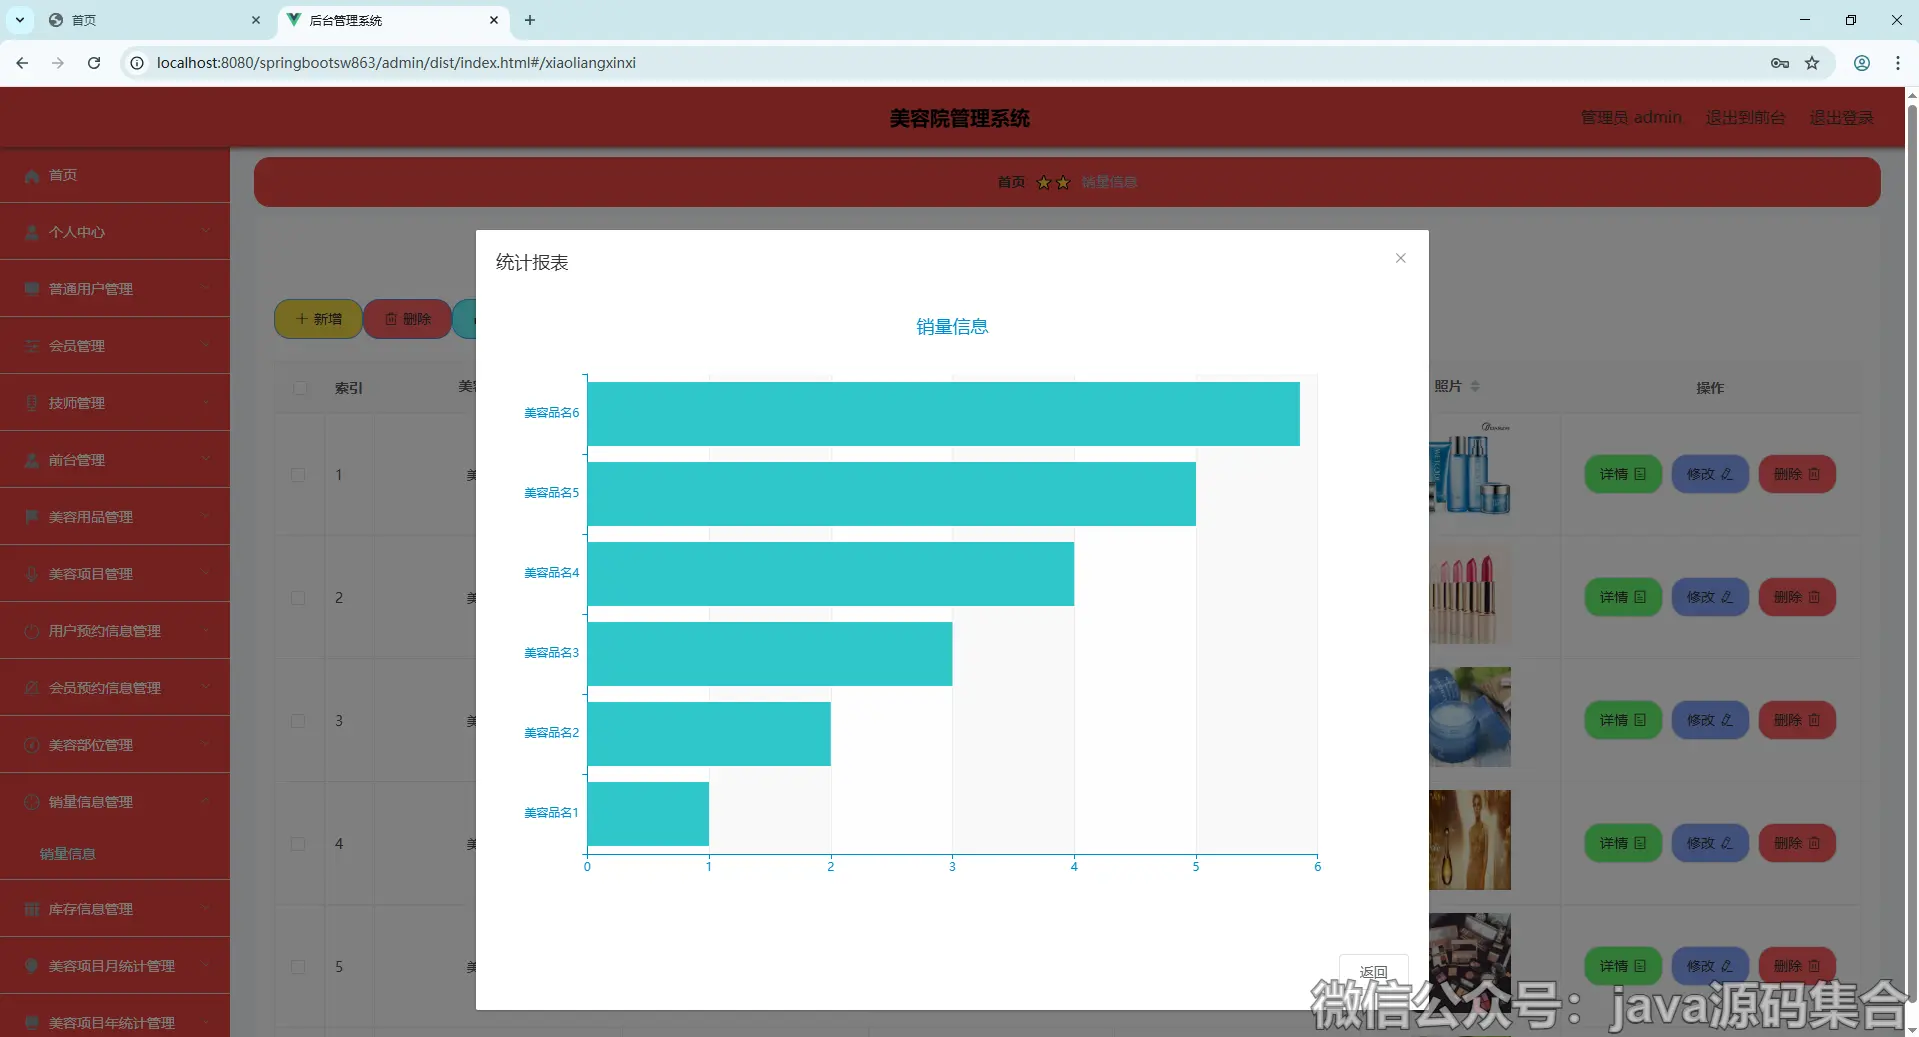 首页
后台管理系统
localhost:8080/springbootsw863/admin/dist/index.html#/xiaoliangxinxi
美容院管理系统
管理员 admin
退出到前台
退出登录
首页
个人中心
普通用户管理
会员管理
技师管理
前台管理
美容用品管理
美容项目管理
用户预约信息管理
会员预约信息管理
美容部位管理
销量信息管理
销量信息
库存信息管理
美容项目月统计管理
美容项目年统计管理
首页 销量信息
新增
删除
索引
照片
操作
1
详情
修改
删除
2
详情
修改
删除
3
详情
修改
删除
4
详情
修改
删除
5
详情
修改
删除
统计报表
销量信息
美容品名6
美容品名5
美容品名4
美容品名3
美容品名2
美容品名1
0 1 2 3 4 5 6
返回
微信公众号：java源码集合